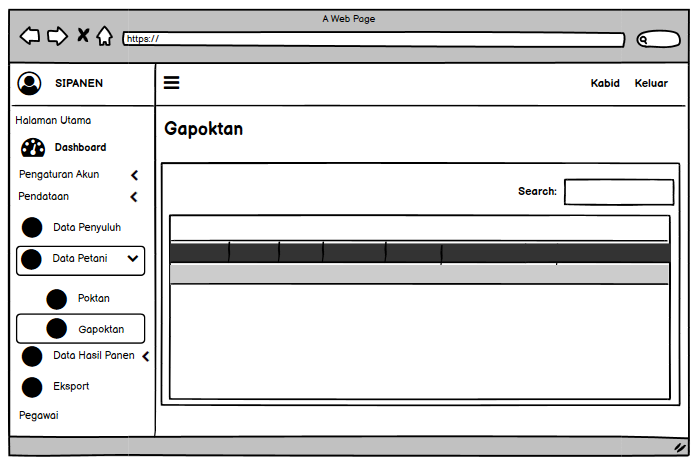 A Web Page
https://
SIPANEN
Kabid Keluar
Halaman Utama
Dashboard
Pengaturan Akun
Pendataan
Data Penyuluh
Data Petani
Poktan
Gapoktan
Data Hasil Panen
Eksport
Pegawai
Gapoktan
Search: